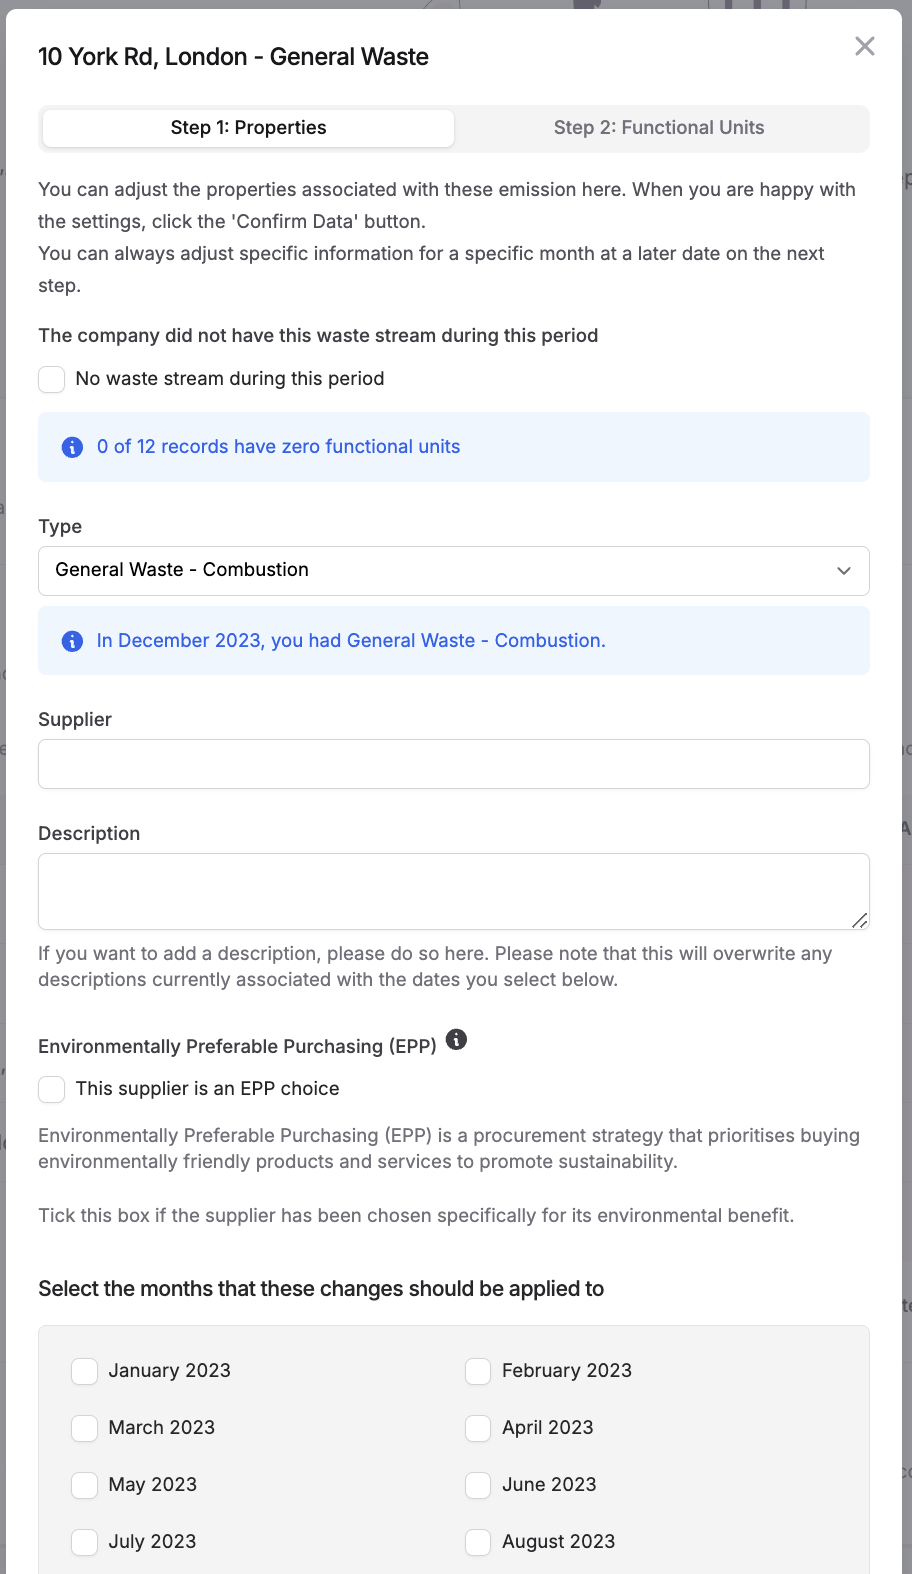 10 York Rd, London - General Waste
Step 1: Properties
Step 2: Functional Units
You can adjust the properties associated with these emission here. When you are happy with
the settings, click the 'Confirm Data' button.
You can always adjust specific information for a specific month at a later date on the next
step.
The company did not have this waste stream during this period
No waste stream during this period
0 of 12 records have zero functional units
Type
General Waste - Combustion
In December 2023, you had General Waste - Combustion.
Supplier
Description
If you want to add a description, please do so here. Please note that this will overwrite any
descriptions currently associated with the dates you select below.
Environmentally Preferable Purchasing (EPP)
This supplier is an EPP choice
Environmentally Preferable Purchasing (EPP) is a procurement strategy that prioritises buying
environmentally friendly products and services to promote sustainability.
Tick this box if the supplier has been chosen specifically for its environmental benefit.
Select the months that these changes should be applied to
January 2023
February 2023
March 2023
April 2023
May 2023
June 2023
July 2023
August 2023